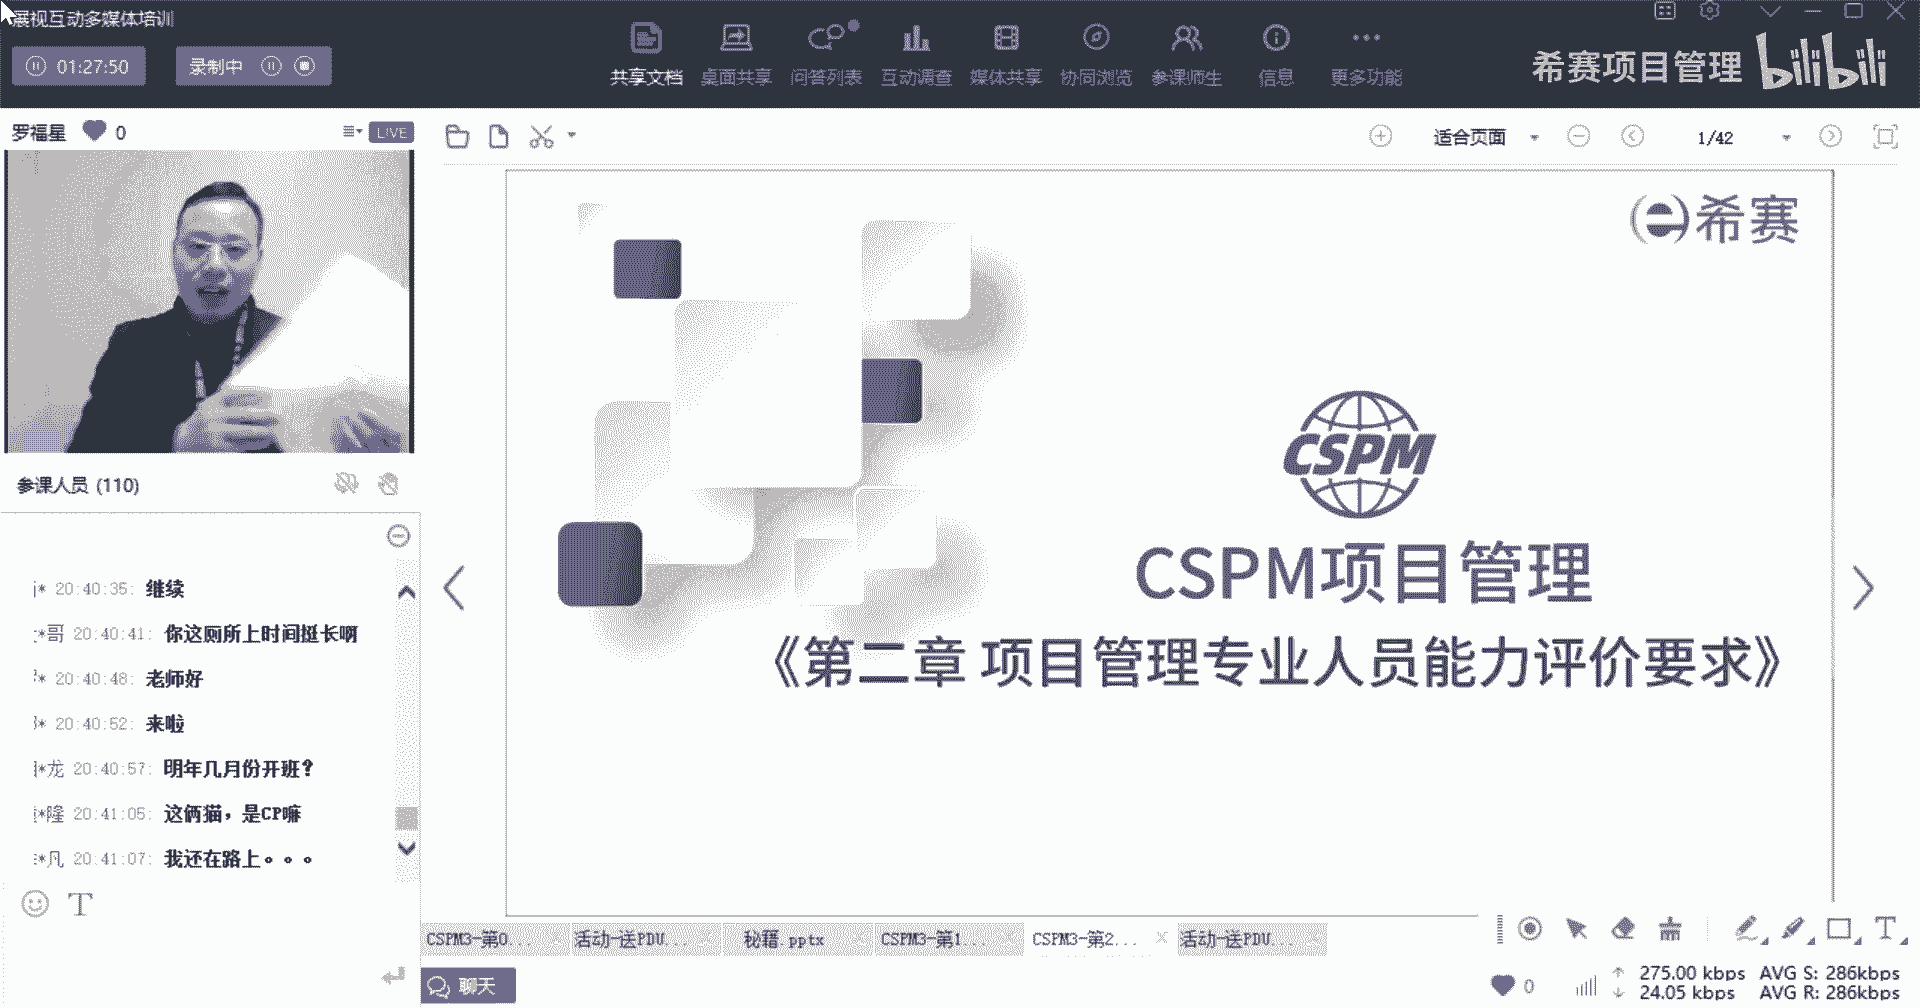 展视互动多媒体培训
01:27:50
录制中
共享文档 桌面共享 问答列表 互动调查 媒体共享 协同浏览 参课师生 信息 更多功能
希赛项目管理 bilibili
罗福星 0
LIVE
适合页面
1/42
希赛
CSPM
CSPM项目管理
《第二章 项目管理专业人员能力评价要求》
参课人员 (110)
20:40:35: 继续
*哥 20:40:41: 你这厕所上时间挺长啊
20:40:48: 老师好
20:40:52: 来啦
*龙 20:40:57: 明年几月份开班?
*隆 20:41:05: 这俩猫,是CP嘛
*凡 20:41:07: 我还在路上。。。
CSPM3-第0... 活动-送PDU... 秘籍.pptx CSPM3-第1... CSPM3-第2... 活动-送PDU...
聊天
0
275.00 kbps AVG S: 286kbps
24.05 kbps AVG R: 286kbps